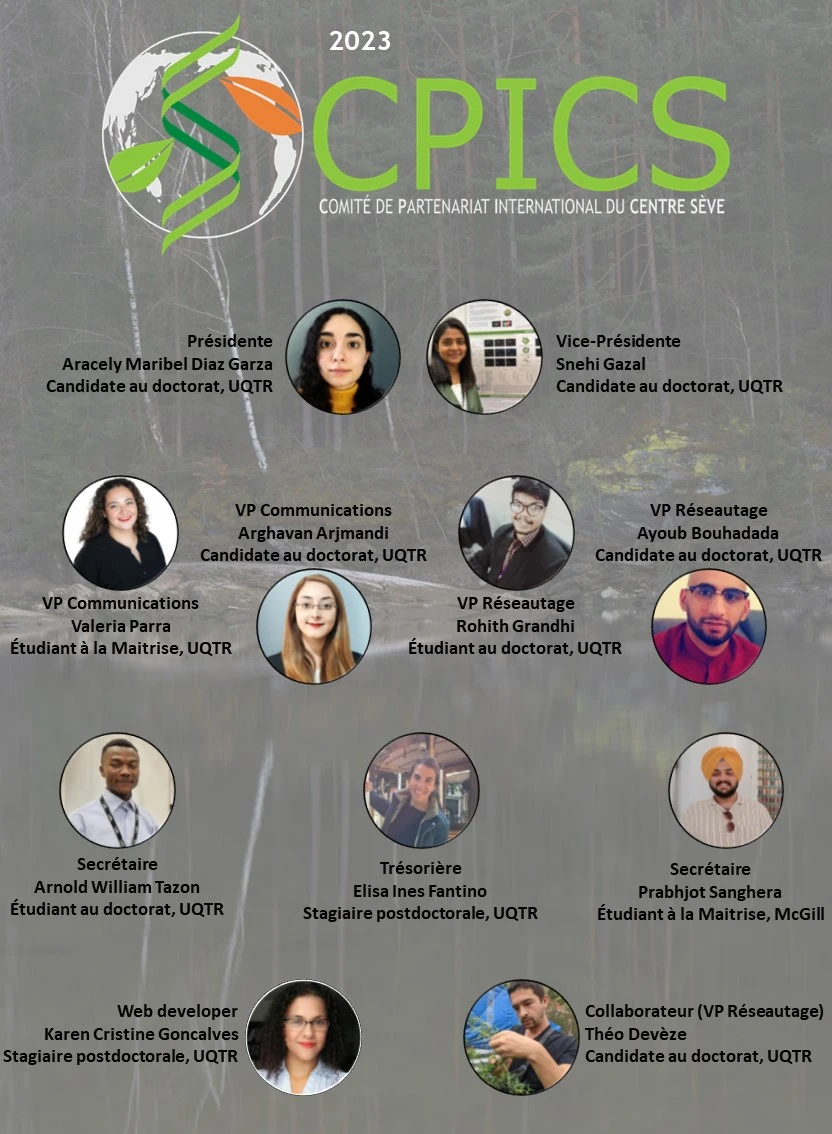 2023
CPICS
COMITÉ DE PARTENARIAT INTERNATIONAL DU CENTRE SÈVE
Présidente
Aracely Maribel Diaz Garza
Candidate au doctorat, UQTR
Vice-Présidente
Snehi Gazal
Candidate au doctorat, UQTR
VP Communications
Arghavan Arjmandi
Candidate au doctorat, UQTR
VP Réseautage
Ayoub Bouhadada
Candidate au doctorat, UQTR
VP Communications
Valeria Parra
Étudiant à la Maitrise, UQTR
VP Réseautage
Rohith Grandhi
Étudiant au doctorat, UQTR
Secrétaire
Arnold William Tazon
Étudiant au doctorat, UQTR
Trésorière
Elisa Ines Fantino
Stagiaire postdoctorale, UQTR
Secrétaire
Prabhjot Sanghera
Étudiant à la Maitrise, McGill
Web developer
Karen Cristine Goncalves
Stagiaire postdoctorale, UQTR
Collaborateur (VP Réseautage)
Théo Devèze
Candidate au doctorat, UQTR